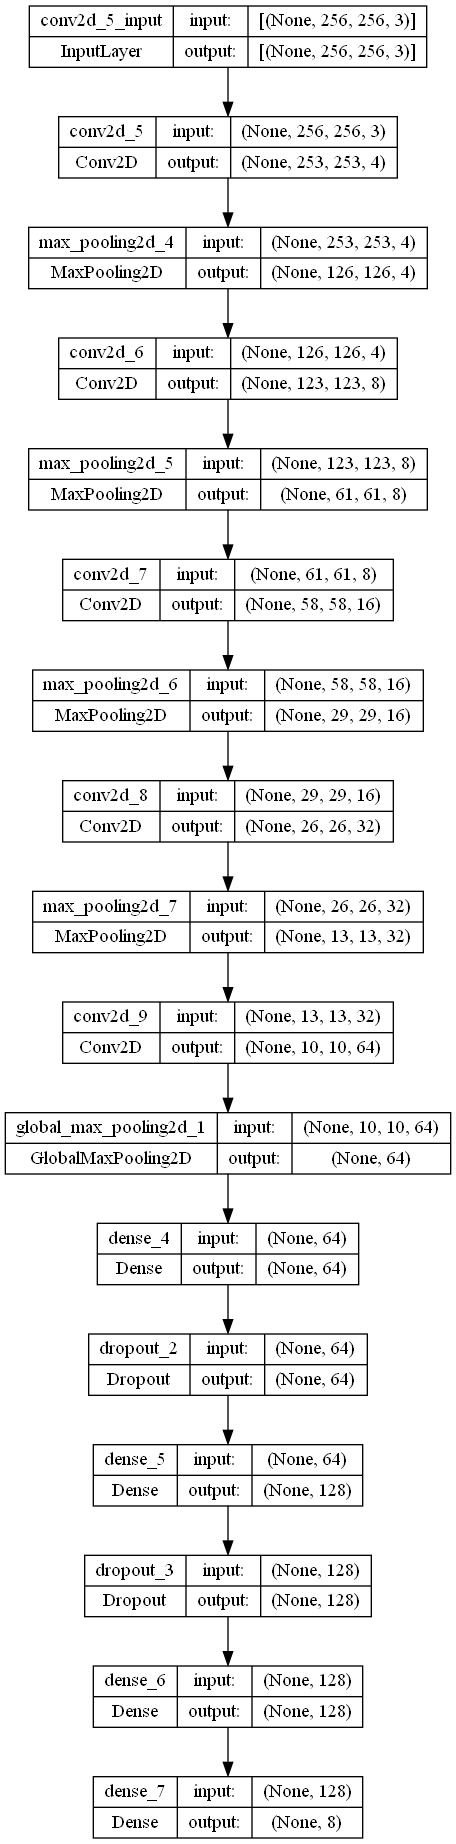 conv2d_5_input input: [(None, 256, 256, 3)]
InputLayer output: [(None, 256, 256, 3)]
conv2d_5 input: (None, 256, 256, 3)
Conv2D output: (None, 253, 253, 4)
max_pooling2d_4 input: (None, 253, 253, 4)
MaxPooling2D output: (None, 126, 126, 4)
conv2d_6 input: (None, 126, 126, 4)
Conv2D output: (None, 123, 123, 8)
max_pooling2d_5 input: (None, 123, 123, 8)
MaxPooling2D output: (None, 61, 61, 8)
conv2d_7 input: (None, 61, 61, 8)
Conv2D output: (None, 58, 58, 16)
max_pooling2d_6 input: (None, 58, 58, 16)
MaxPooling2D output: (None, 29, 29, 16)
conv2d_8 input: (None, 29, 29, 16)
Conv2D output: (None, 26, 26, 32)
max_pooling2d_7 input: (None, 26, 26, 32)
MaxPooling2D output: (None, 13, 13, 32)
conv2d_9 input: (None, 13, 13, 32)
Conv2D output: (None, 10, 10, 64)
global_max_pooling2d_1 input: (None, 10, 10, 64)
GlobalMaxPooling2D output: (None, 64)
dense_4 input: (None, 64)
Dense output: (None, 64)
dropout_2 input: (None, 64)
Dropout output: (None, 64)
dense_5 input: (None, 64)
Dense output: (None, 128)
dropout_3 input: (None, 128)
Dropout output: (None, 128)
dense_6 input: (None, 128)
Dense output: (None, 128)
dense_7 input: (None, 128)
Dense output: (None, 8)